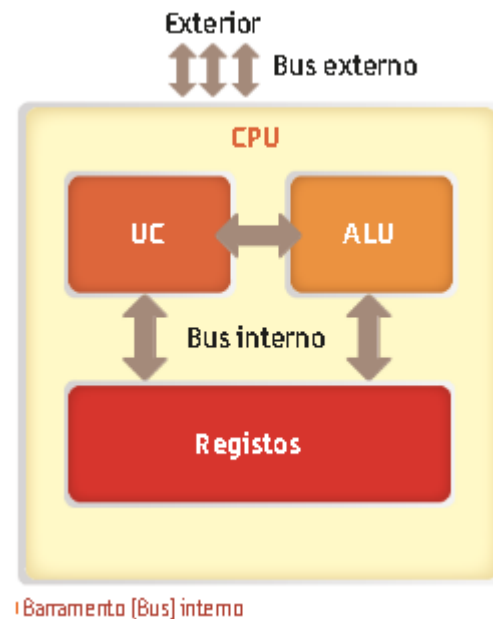 Exterior
Bus externo
CPU
UC
ALU
Bus interno
Registos
Barramento (Bus) interno